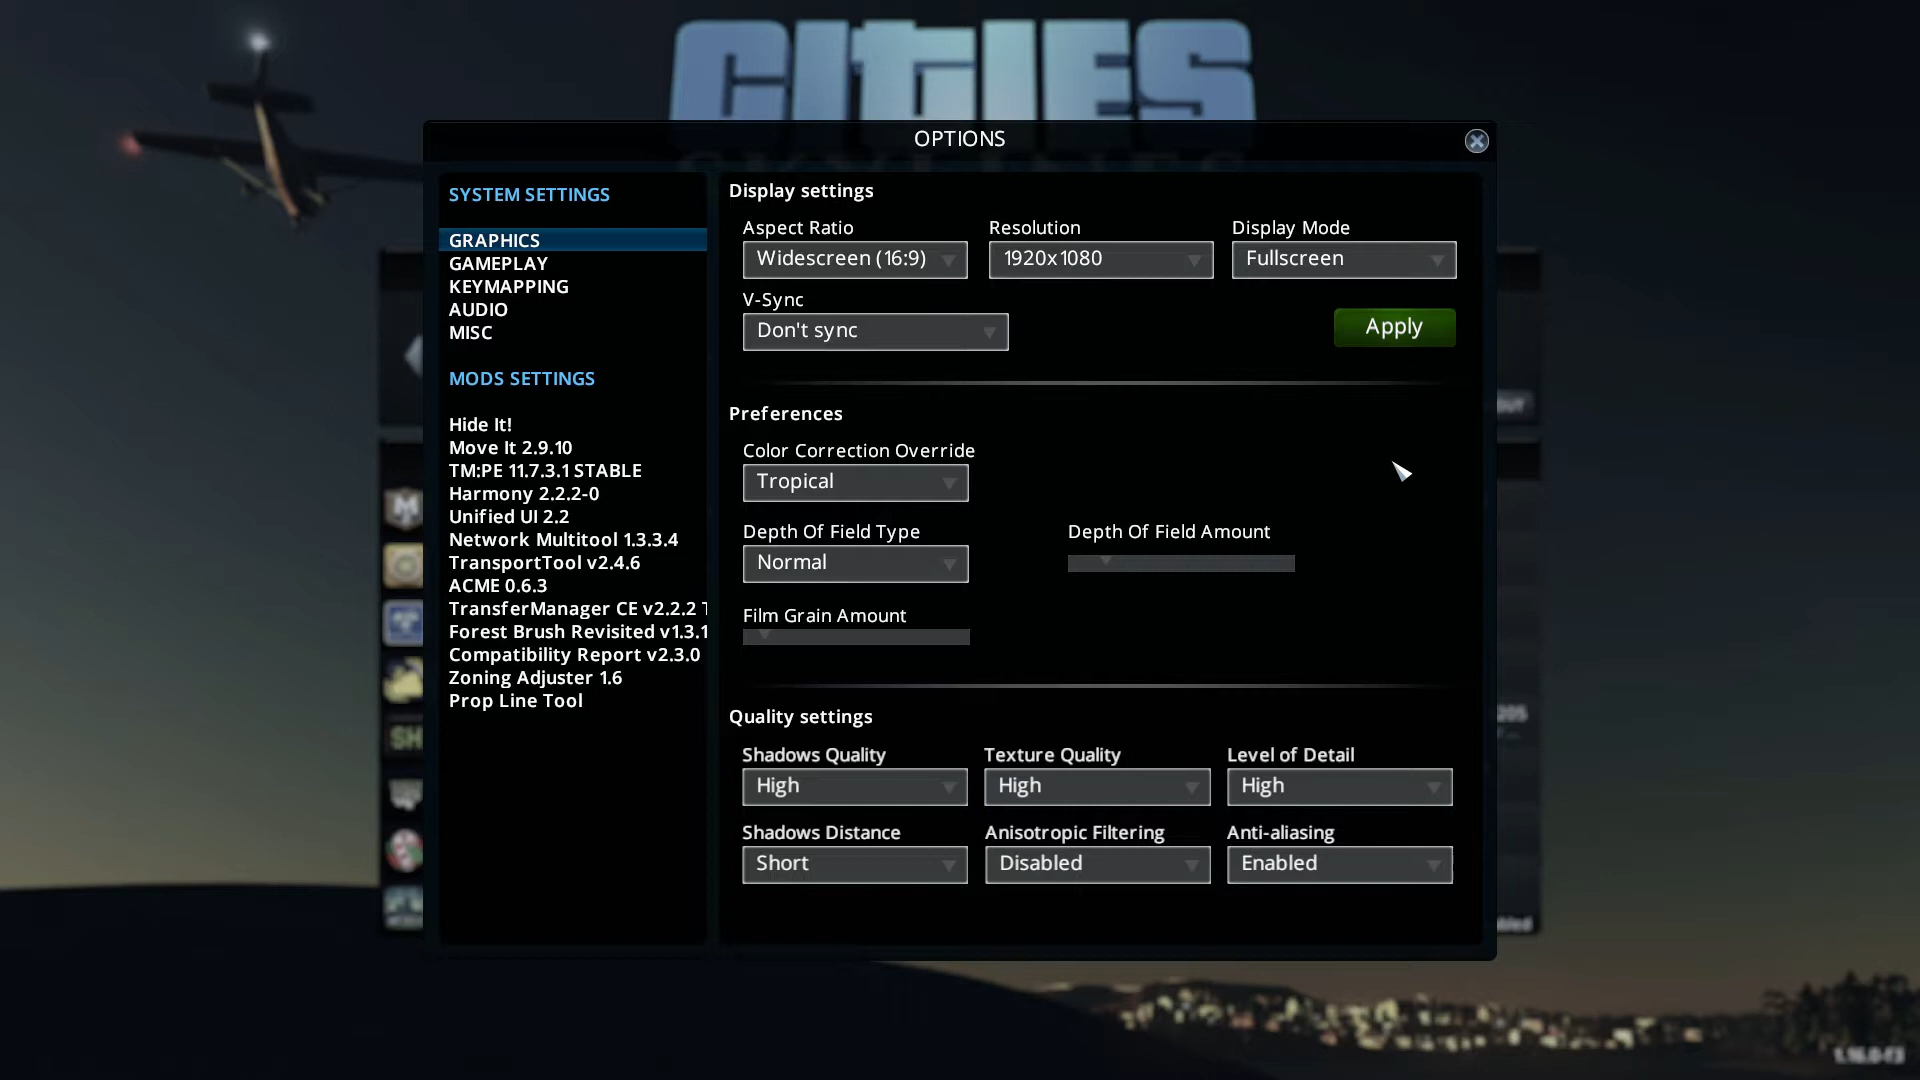 CITIES
OPTIONS
SYSTEM SETTINGS
GRAPHICS
GAMEPLAY
KEYMAPPING
AUDIO
MISC
MODS SETTINGS
Hide It!
Move It 2.9.10
TM:PE 11.7.3.1 STABLE
Harmony 2.2.2-0
Unified UI 2.2
Network Multitool 1.3.3.4
TransportTool v2.4.6
ACME 0.6.3
TransferManager CE v2.2.2 T
Forest Brush Revisited v1.3.1
Compatibility Report v2.3.0
Zoning Adjuster 1.6
Prop Line Tool
Display settings
Aspect Ratio Resolution Display Mode
Widescreen (16:9) 1920x1080 Fullscreen
V-Sync
Don't sync
Apply
Preferences
Color Correction Override
Tropical
Depth Of Field Type Depth Of Field Amount
Normal
Film Grain Amount
Quality settings
Shadows Quality Texture Quality Level of Detail
High High High
Shadows Distance Anisotropic Filtering Anti-aliasing
Short Disabled Enabled
SH
205
1.16.0-f3